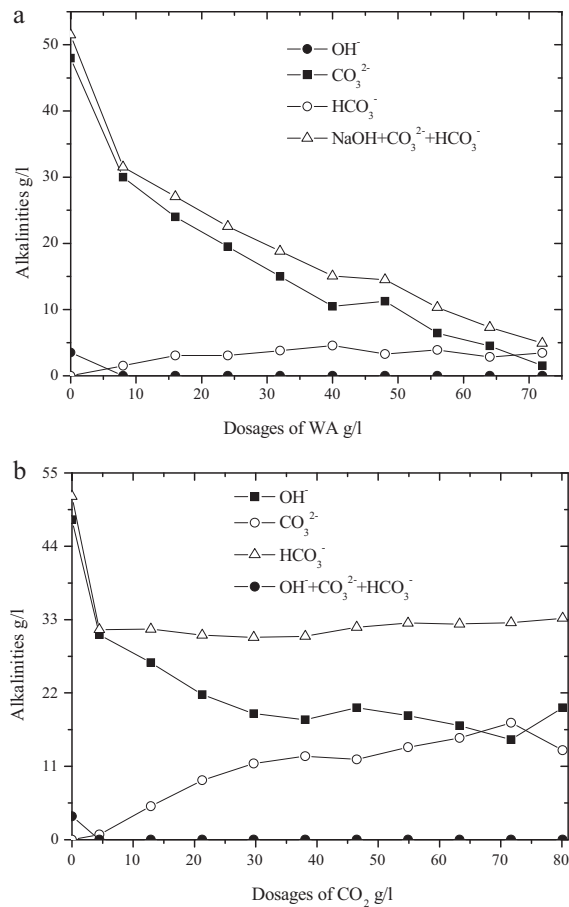 a
50
40
30
20
10
0
Alkalinities g/l
OH⁻
CO₃²⁻
HCO₃⁻
NaOH+CO₃²⁻+HCO₃⁻
0 10 20 30 40 50 60 70
Dosages of WA g/l
b
55
44
33
22
11
0
Alkalinities g/l
OH⁻
CO₃²⁻
HCO₃⁻
OH⁻+CO₃²⁻+HCO₃⁻
0 10 20 30 40 50 60 70 80
Dosages of CO₂ g/l